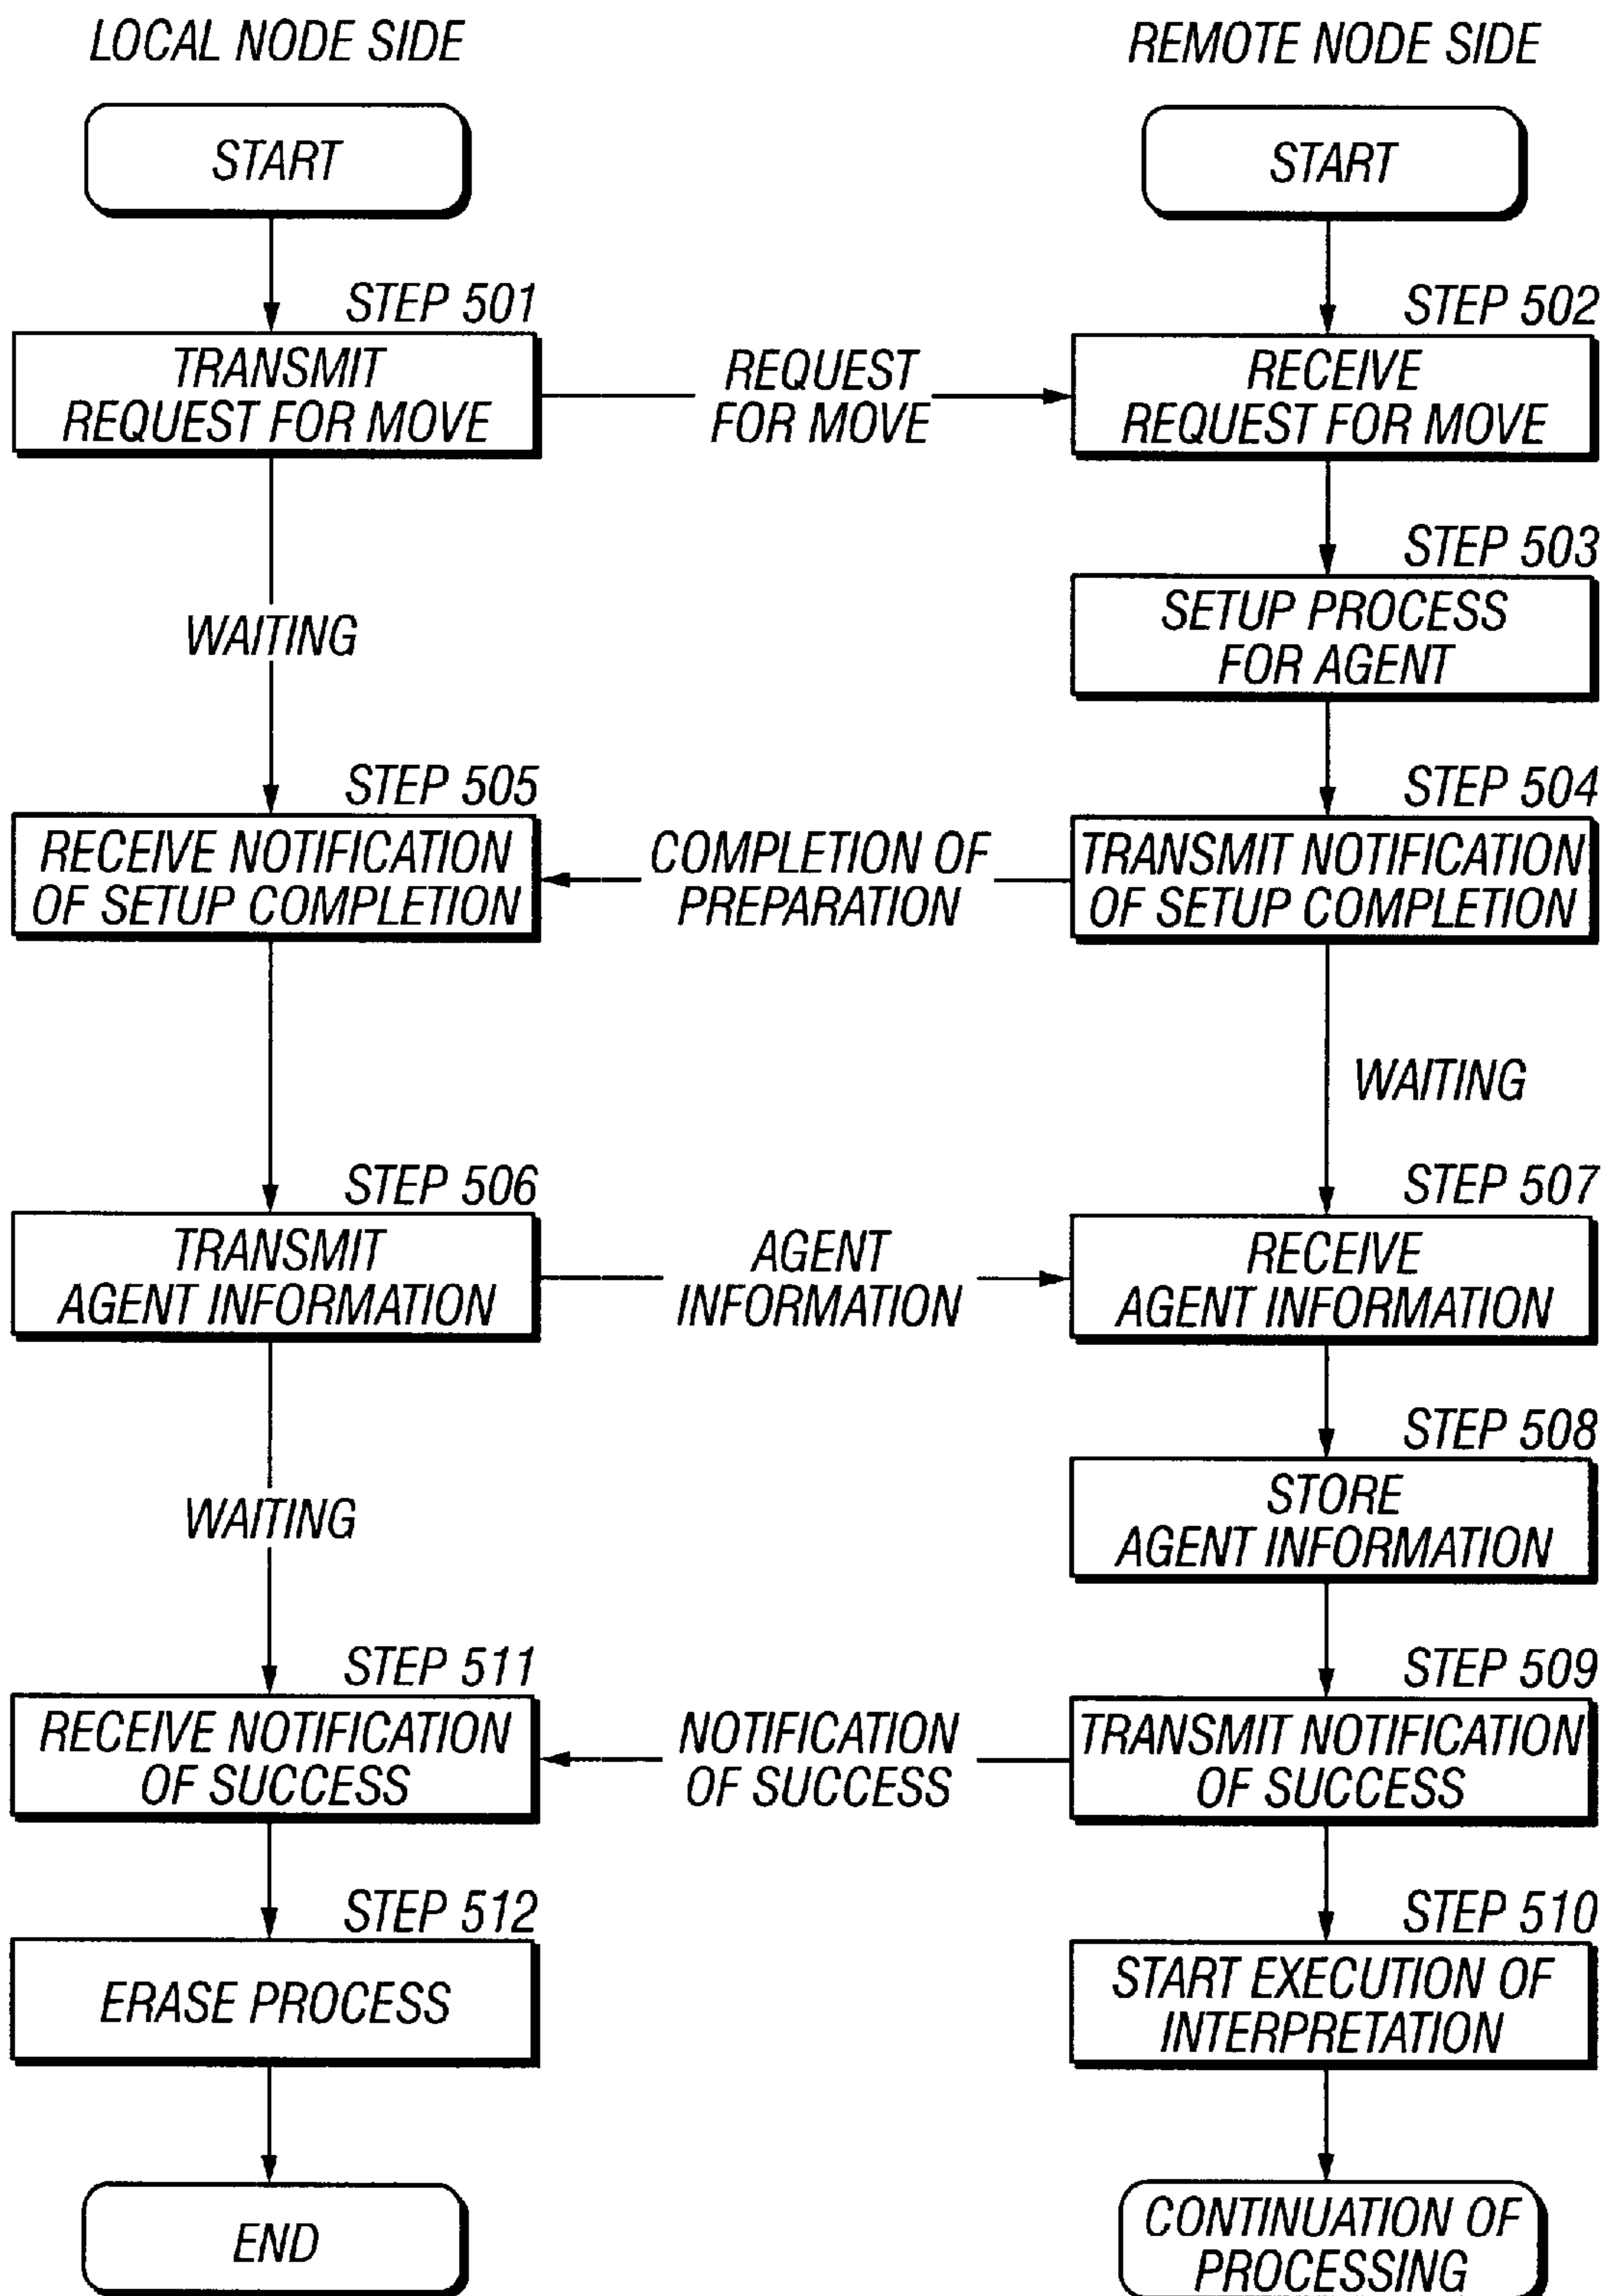 LOCAL NODE SIDE
REMOTE NODE SIDE
START
START
STEP 501
STEP 502
TRANSMIT
REQUEST FOR MOVE
REQUEST
FOR MOVE
RECEIVE
REQUEST FOR MOVE
STEP 503
SETUP PROCESS
FOR AGENT
WAITING
STEP 505
STEP 504
RECEIVE NOTIFICATION
OF SETUP COMPLETION
COMPLETION OF
PREPARATION
TRANSMIT NOTIFICATION
OF SETUP COMPLETION
WAITING
STEP 506
STEP 507
TRANSMIT
AGENT INFORMATION
AGENT
INFORMATION
RECEIVE
AGENT INFORMATION
STEP 508
STORE
AGENT INFORMATION
WAITING
STEP 511
STEP 509
RECEIVE NOTIFICATION
OF SUCCESS
NOTIFICATION
OF SUCCESS
TRANSMIT NOTIFICATION
OF SUCCESS
STEP 512
STEP 510
ERASE PROCESS
START EXECUTION OF
INTERPRETATION
END
CONTINUATION OF
PROCESSING